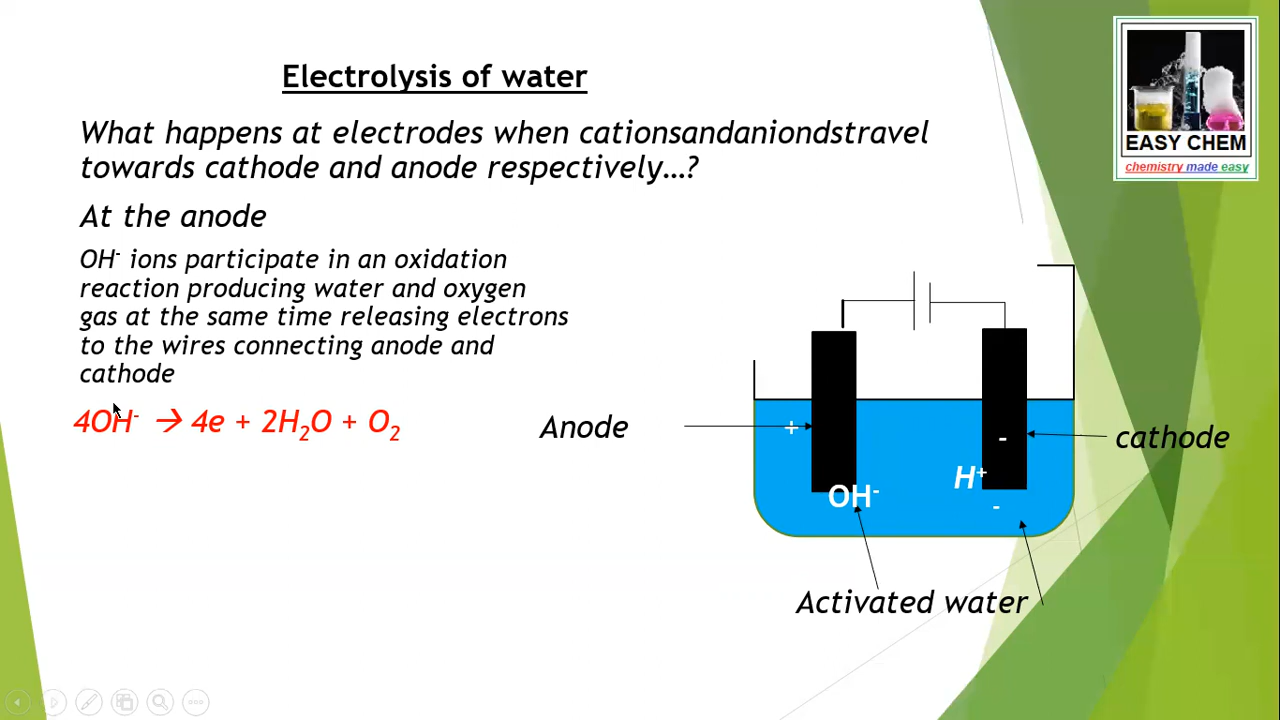 Electrolysis of water
EASY CHEM
chemistry made easy
What happens at electrodes when cationsandaniondstravel
towards cathode and anode respectively…?
At the anode
OH⁻ ions participate in an oxidation
reaction producing water and oxygen
gas at the same time releasing electrons
to the wires connecting anode and
cathode
4OH⁻ → 4e + 2H₂O + O₂
Anode
+
-
cathode
H⁺
OH⁻
-
Activated water